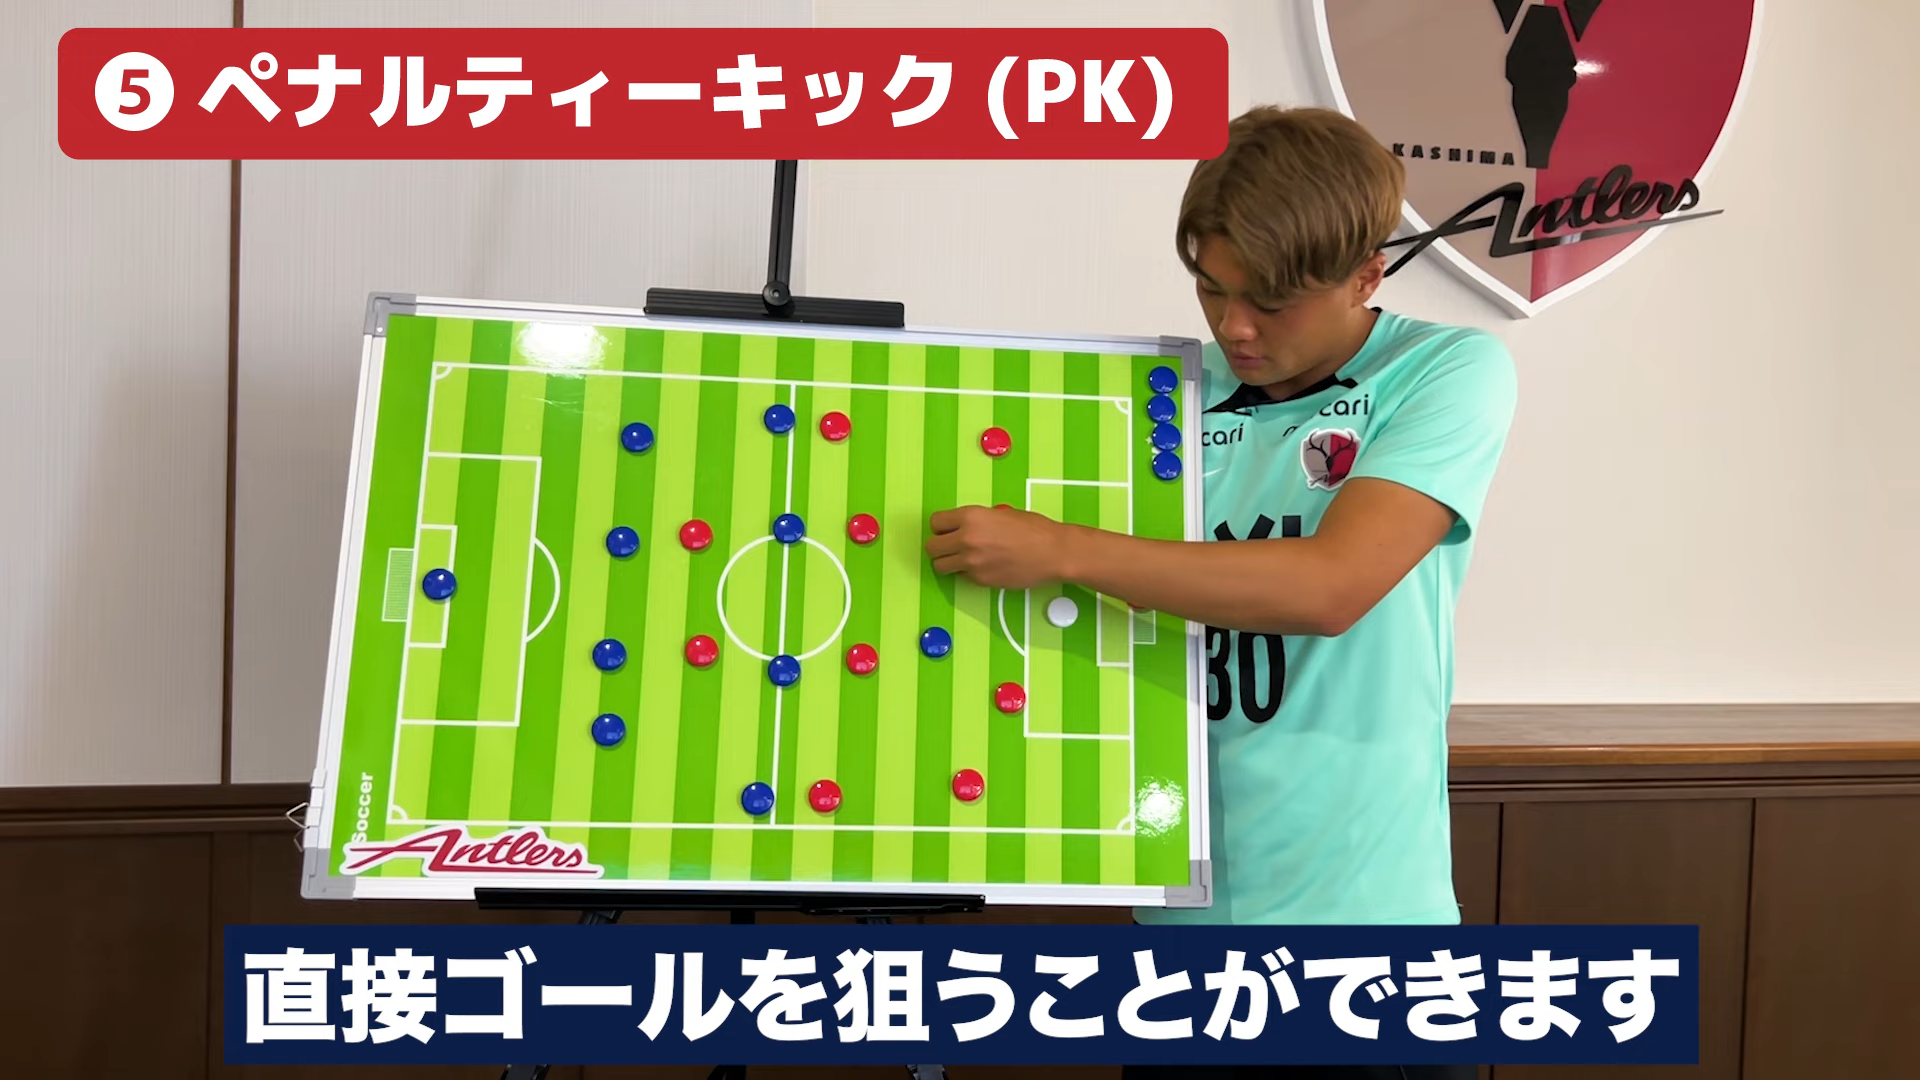 ❺ ペナルティーキック (PK)
KASHIMA
Antlers
cari
cari
30
Soccer
Antlers
直接ゴールを狙うことができます